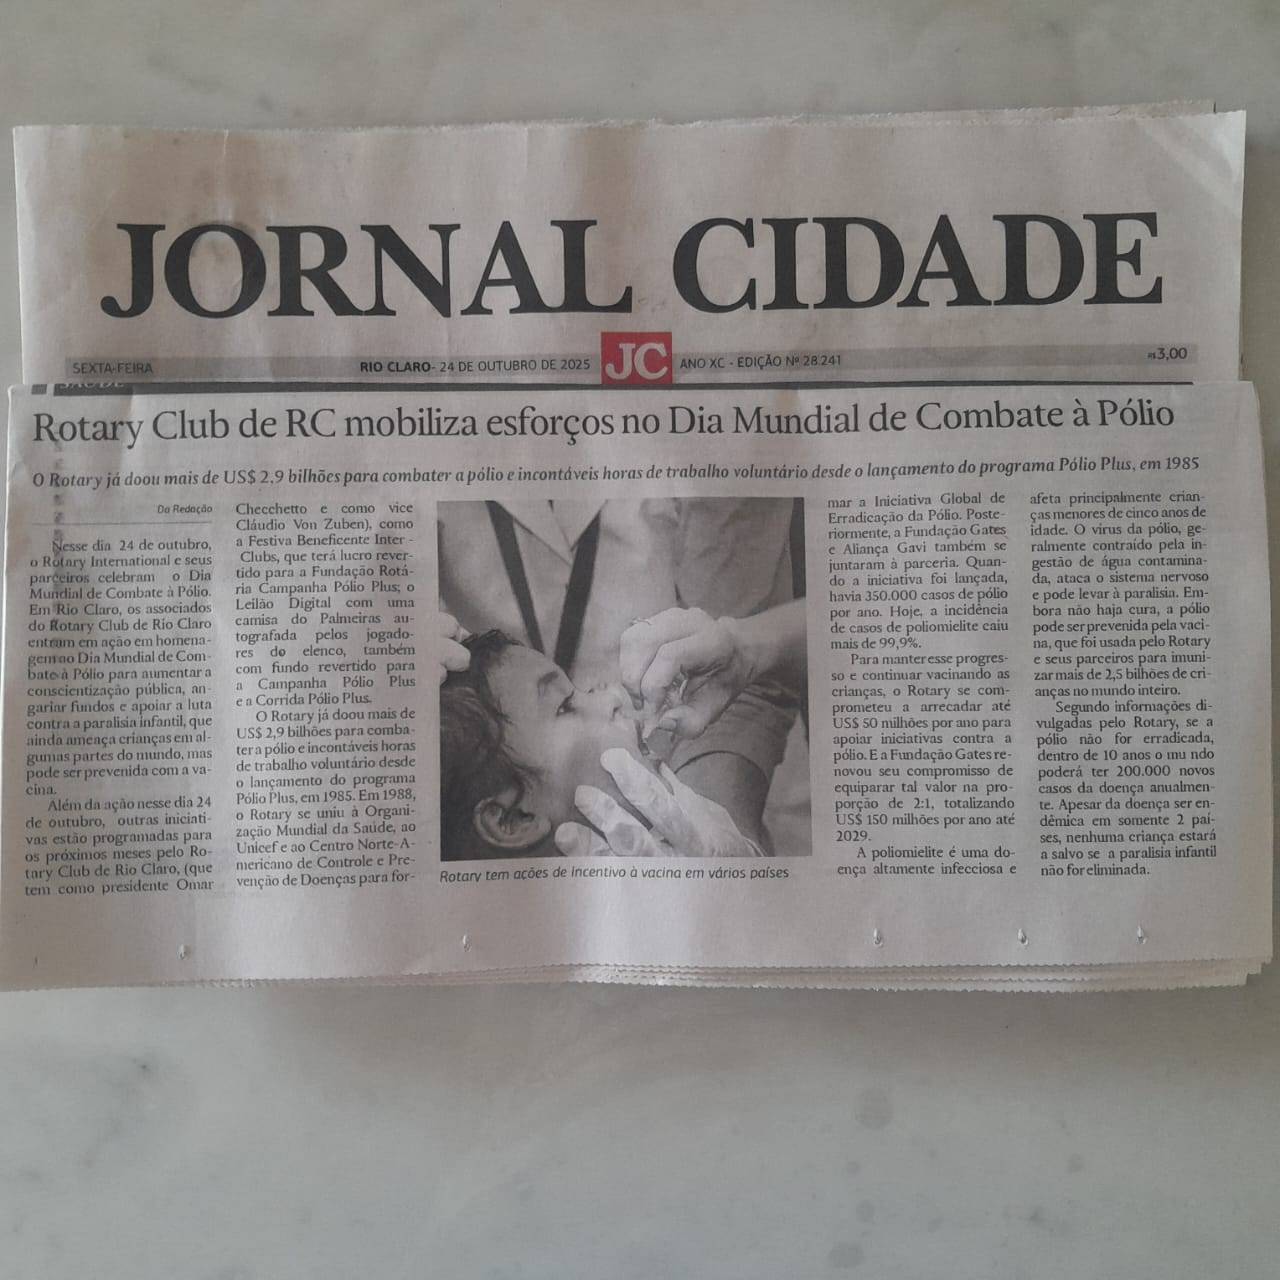 JORNAL CIDADE
SEXTA-FEIRA
RIO CLARO- 24 DE OUTUBRO DE 2025
JC
ANO XC - EDIÇÃO Nº 28.241
R$3,00
SAÚDE
Rotary Club de RC mobiliza esforços no Dia Mundial de Combate à Pólio
O Rotary já doou mais de US$ 2,9 bilhões para combater a pólio e incontáveis horas de trabalho voluntário desde o lançamento do programa Pólio Plus, em 1985
Da Redação
Nesse dia 24 de outubro,
o Rotary International e seus
parceiros celebram o Dia
Mundial de Combate à Pólio.
Em Rio Claro, os associados
do Rotary Club de Rio Claro
entram em ação em homena-
gem ao Dia Mundial de Com-
bate à Pólio para aumentar a
conscientização pública, an-
gariar fundos e apoiar a luta
contra a paralisia infantil, que
ainda ameaça crianças em al-
gumas partes do mundo, mas
pode ser prevenida com a va-
cina.
Além da ação nesse dia 24
de outubro, outras iniciati-
vas estão programadas para
os próximos meses pelo Ro-
tary Club de Rio Claro, (que
tem como presidente Omar
Checchetto e como vice
Cláudio Von Zuben), como
a Festiva Beneficente Inter -
Clubs, que terá lucro rever-
tido para a Fundação Rotá-
ria Campanha Pólio Plus; o
Leilão Digital com uma
camisa do Palmeiras au-
tografada pelos jogado-
res do elenco, também
com fundo revertido para
a Campanha Pólio Plus
e a Corrida Pólio Plus.
O Rotary já doou mais de
US$ 2,9 bilhões para comba-
ter a pólio e incontáveis horas
de trabalho voluntário desde
o lançamento do programa
Pólio Plus, em 1985. Em 1988,
o Rotary se uniu à Organi-
zação Mundial da Saúde, ao
Unicef e ao Centro Norte-A-
mericano de Controle e Pre-
venção de Doenças para for-
Rotary tem ações de incentivo à vacina em vários países
mar a Iniciativa Global de
Erradicação da Pólio. Poste-
riormente, a Fundação Gates
e Aliança Gavi também se
juntaram à parceria. Quan-
do a iniciativa foi lançada,
havia 350.000 casos de pólio
por ano. Hoje, a incidência
de casos de poliomielite caiu
mais de 99,9%.
Para manter esse progres-
so e continuar vacinando as
crianças, o Rotary se com-
prometeu a arrecadar até
US$ 50 milhões por ano para
apoiar iniciativas contra a
pólio. E a Fundação Gates re-
novou seu compromisso de
equiparar tal valor na pro-
porção de 2:1, totalizando
US$ 150 milhões por ano até
2029.
A poliomielite é uma do-
ença altamente infecciosa e
afeta principalmente crian-
ças menores de cinco anos de
idade. O vírus da pólio, ge-
ralmente contraído pela in-
gestão de água contamina-
da, ataca o sistema nervoso
e pode levar à paralisia. Em-
bora não haja cura, a pólio
pode ser prevenida pela vaci-
na, que foi usada pelo Rotary
e seus parceiros para imuni-
zar mais de 2,5 bilhões de cri-
anças no mundo inteiro.
Segundo informações di-
vulgadas pelo Rotary, se a
pólio não for erradicada,
dentro de 10 anos o mu ndo
poderá ter 200.000 novos
casos da doença anualmen-
te. Apesar da doença ser en-
dêmica em somente 2 paí-
ses, nenhuma criança estará
a salvo se a paralisia infantil
não for eliminada.